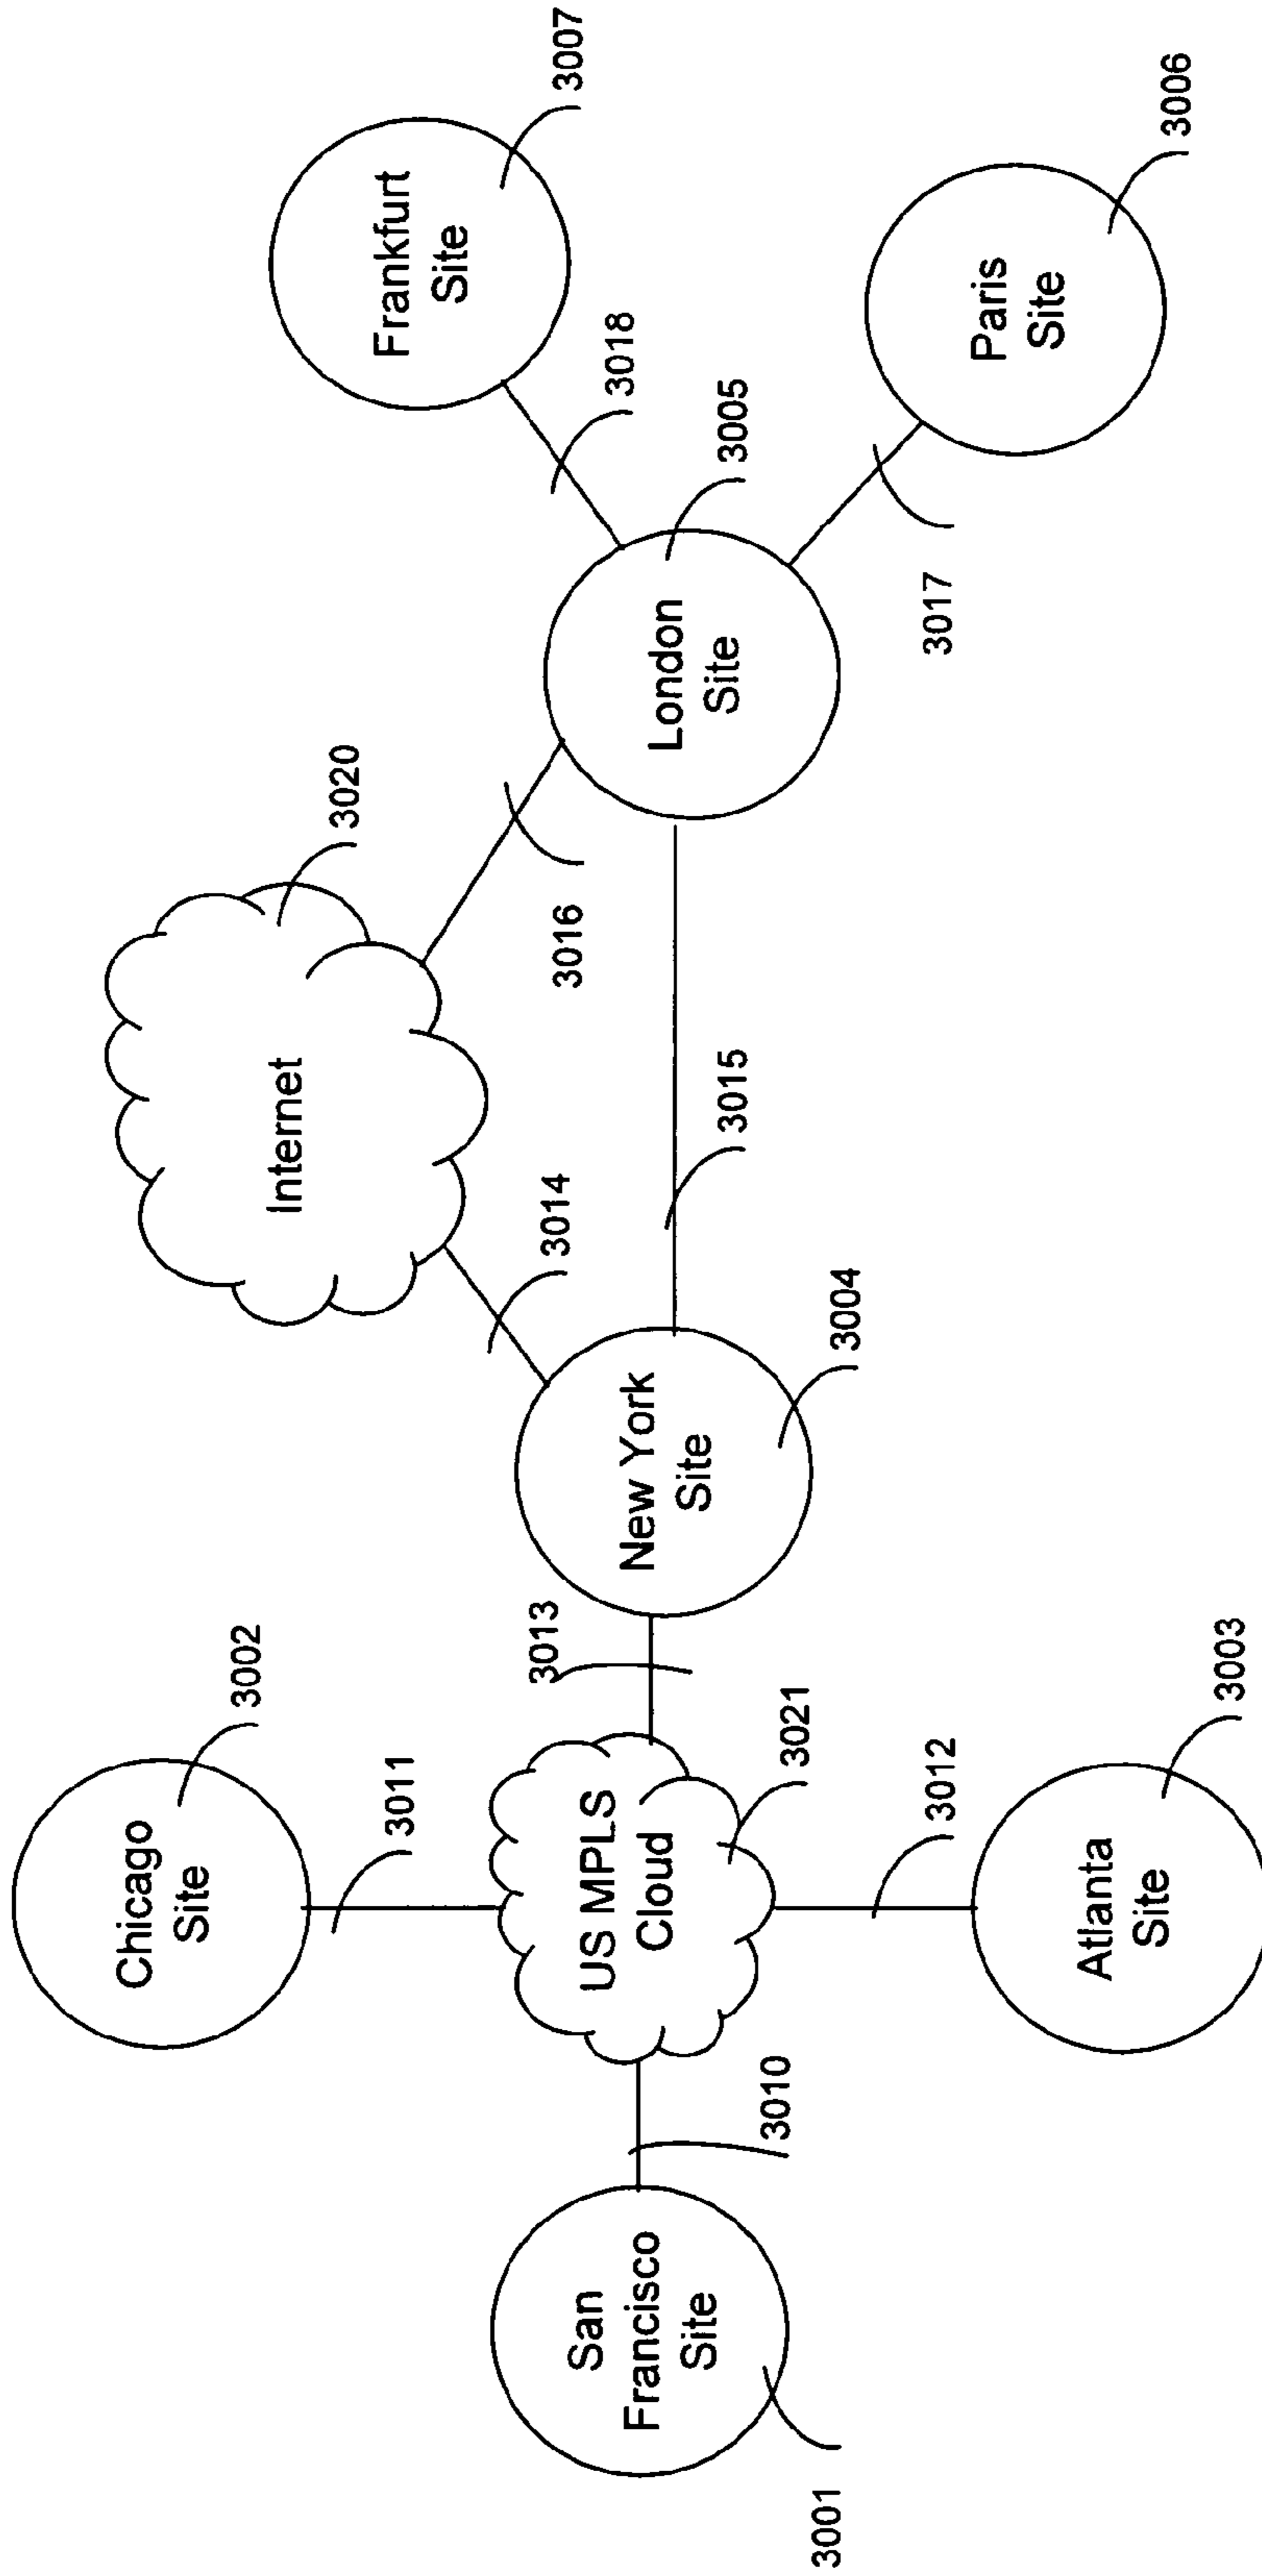 Chicago
Site
3002
3011
Internet
3020
Frankfurt
Site
3007
3018
3014
3016
San
Francisco
Site
3001
3010
US MPLS
Cloud
3021
3013
New York
Site
3004
3015
London
Site
3005
3017
Atlanta
Site
3003
3012
Paris
Site
3006